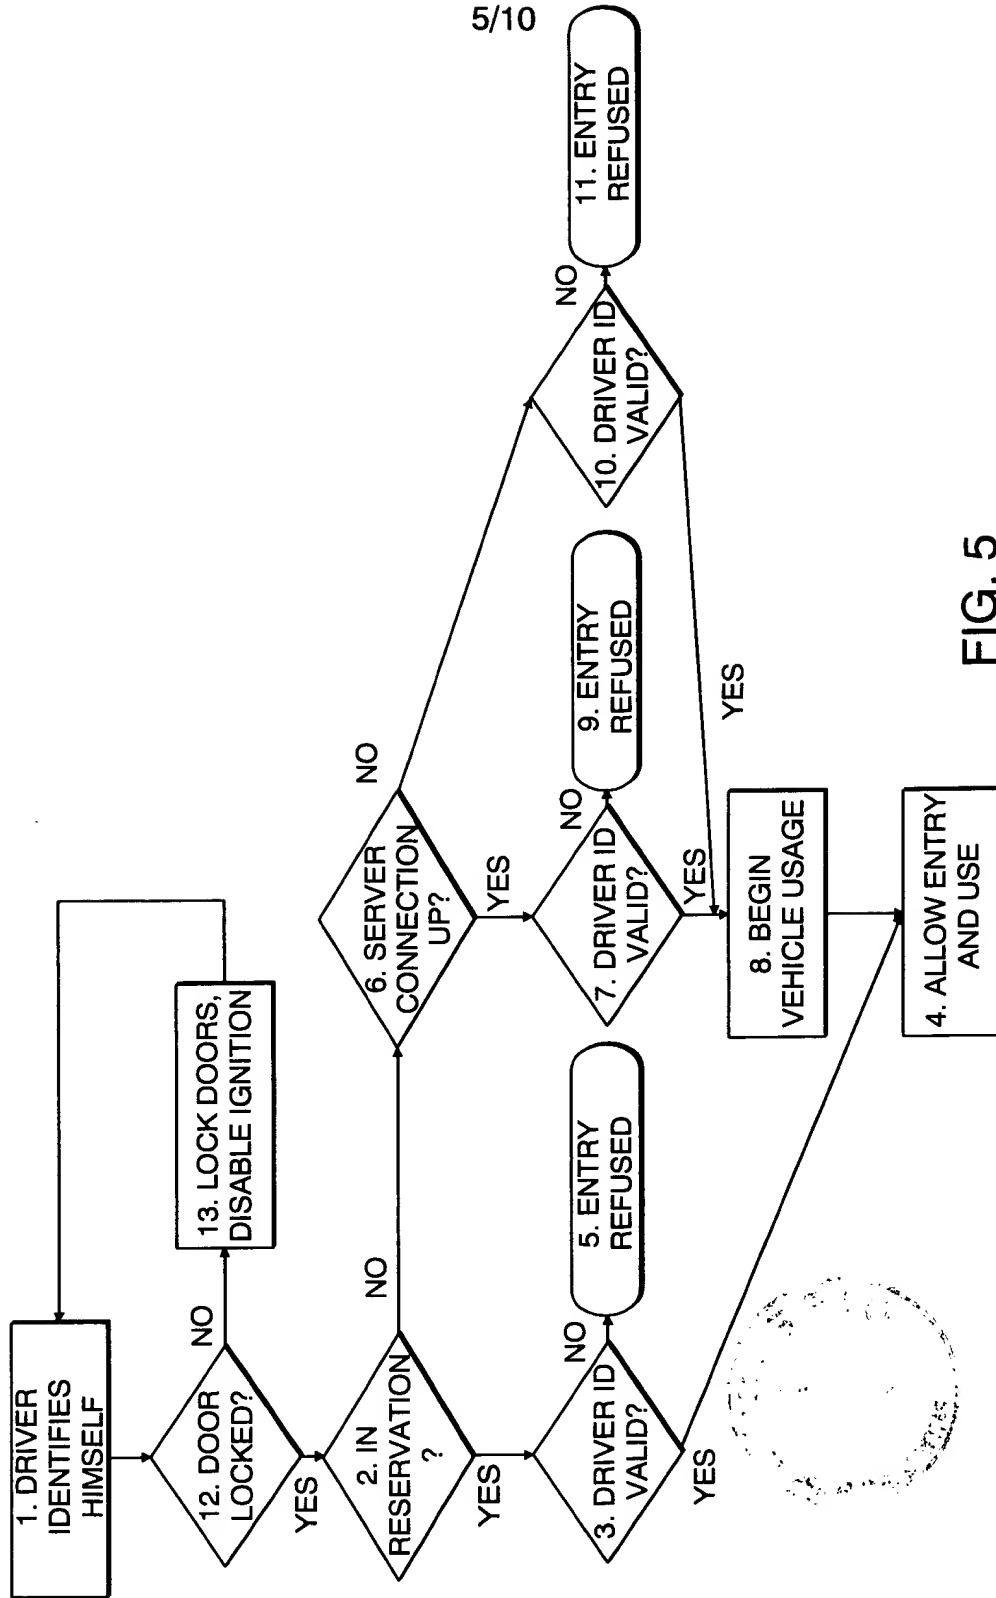 5/10
1. DRIVER
IDENTIFIES
HIMSELF
12. DOOR
LOCKED?
NO
13. LOCK DOORS,
DISABLE IGNITION
YES
2. IN
RESERVATION
?
NO
6. SERVER
CONNECTION
UP?
NO
YES
YES
3. DRIVER ID
VALID?
NO
5. ENTRY
REFUSED
7. DRIVER ID
VALID?
NO
9. ENTRY
REFUSED
10. DRIVER ID
VALID?
NO
11. ENTRY
REFUSED
YES
YES
YES
8. BEGIN
VEHICLE USAGE
4. ALLOW ENTRY
AND USE
FIG. 5